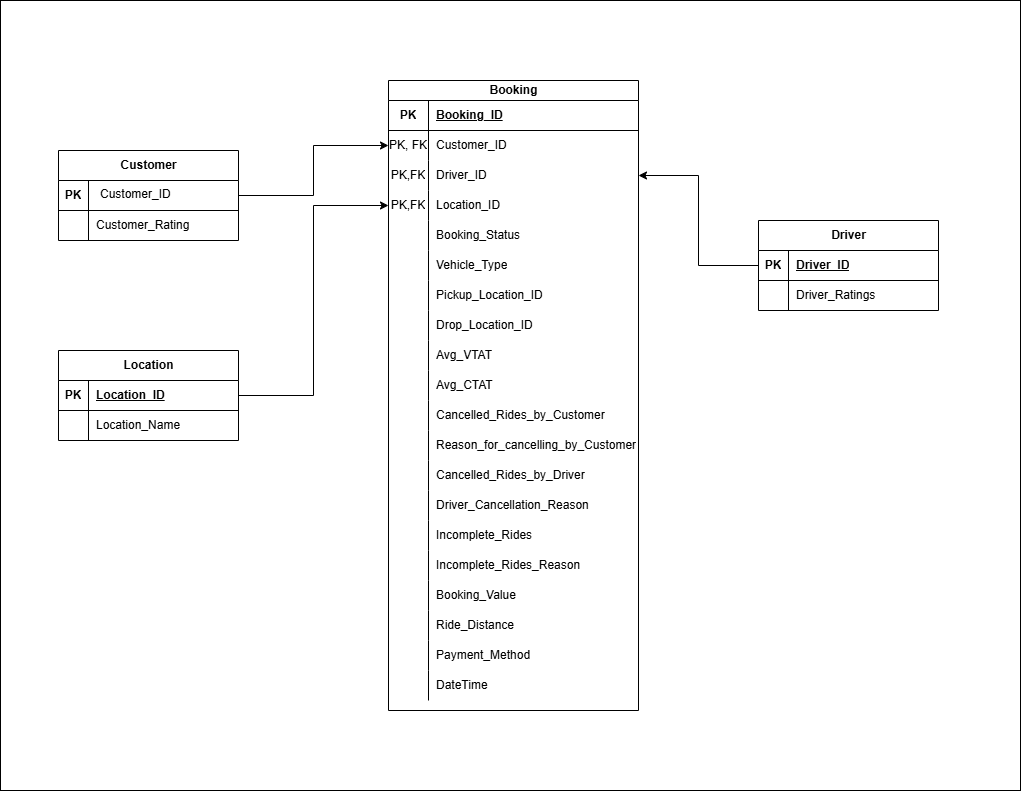 Booking
PK Booking_ID
PK, FK Customer_ID
PK,FK Driver_ID
PK,FK Location_ID
Booking_Status
Vehicle_Type
Pickup_Location_ID
Drop_Location_ID
Avg_VTAT
Avg_CTAT
Cancelled_Rides_by_Customer
Reason_for_cancelling_by_Customer
Cancelled_Rides_by_Driver
Driver_Cancellation_Reason
Incomplete_Rides
Incomplete_Rides_Reason
Booking_Value
Ride_Distance
Payment_Method
DateTime
Customer
PK Customer_ID
Customer_Rating
Location
PK Location_ID
Location_Name
Driver
PK Driver_ID
Driver_Ratings